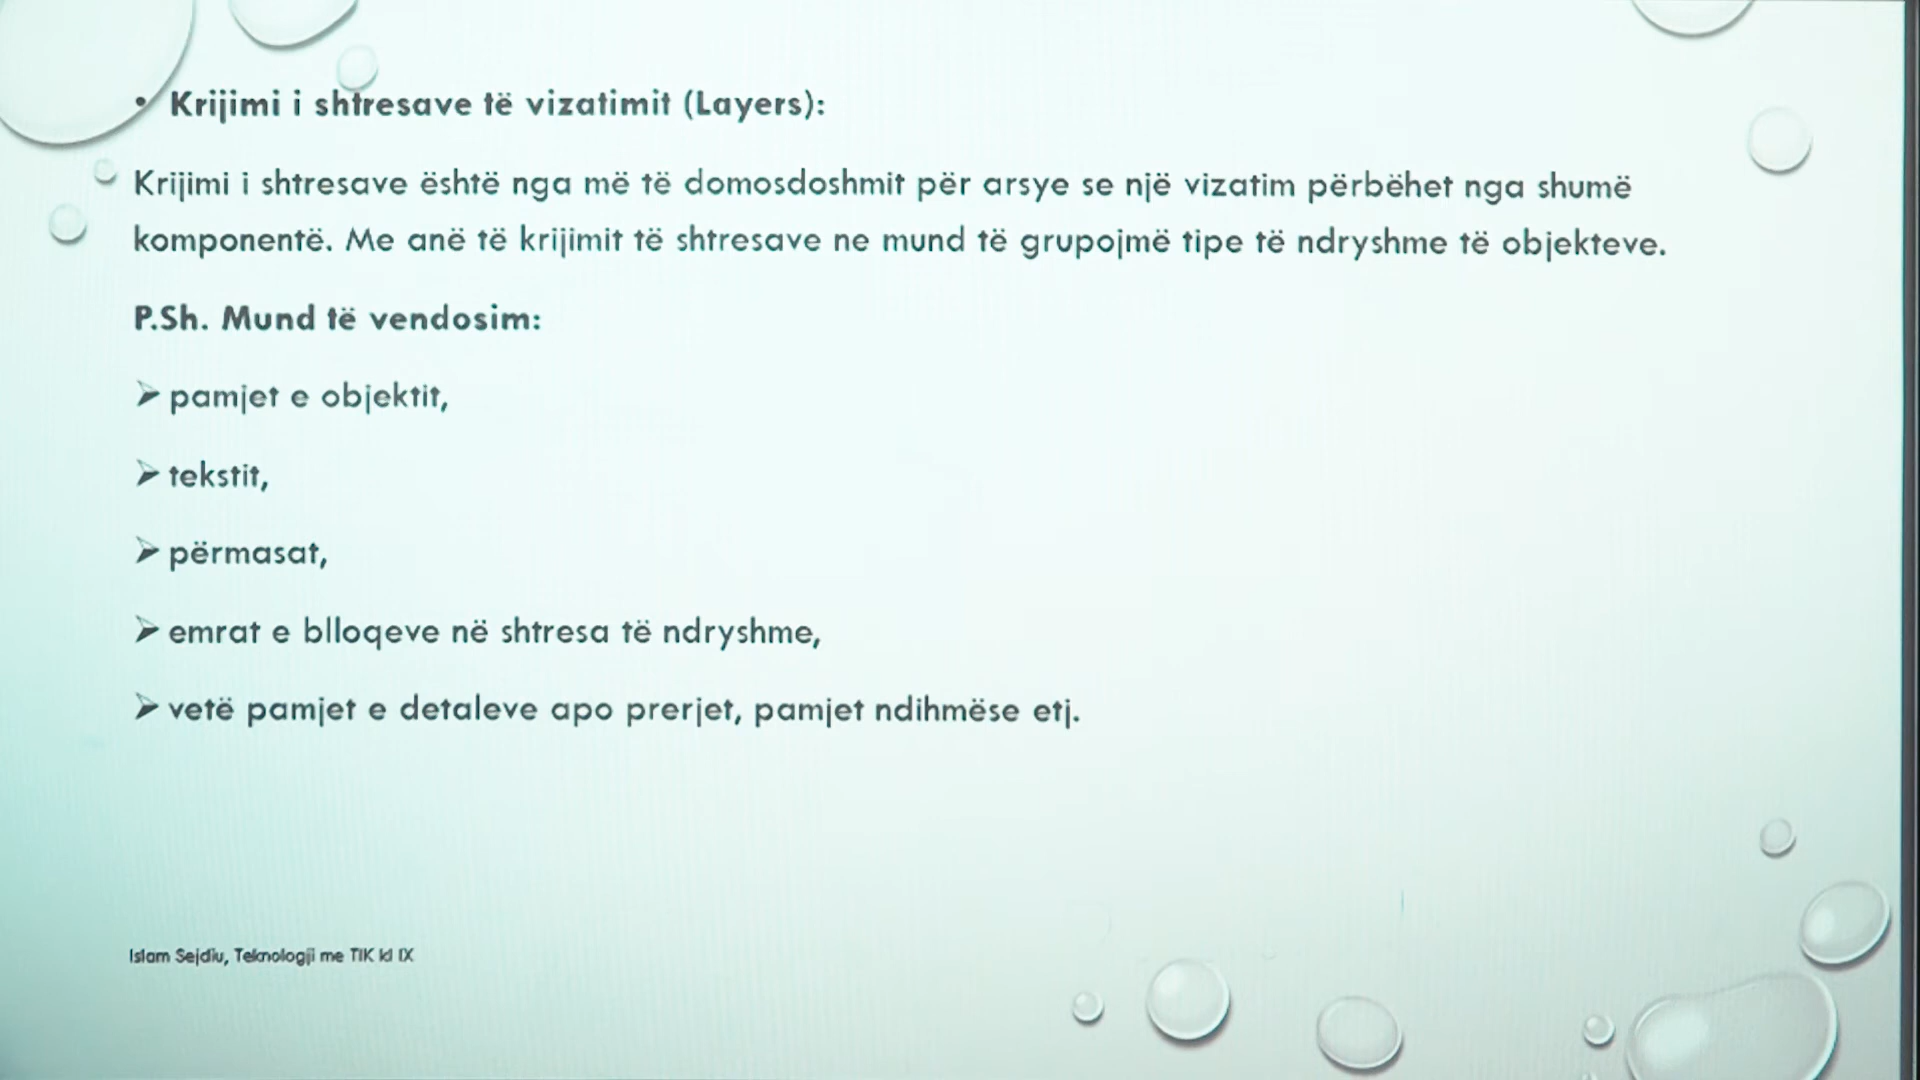 • Krijimi i shtresave të vizatimit (Layers):
Krijimi i shtresave është nga më të domosdoshmit për arsye se një vizatim përbëhet nga shumë
komponentë. Me anë të krijimit të shtresave ne mund të grupojmë tipe të ndryshme të objekteve.
P.Sh. Mund të vendosim:
➢ pamjet e objektit,
➢ tekstit,
➢ përmasat,
➢ emrat e blloqeve në shtresa të ndryshme,
➢ vetë pamjet e detaleve apo prerjet, pamjet ndihmëse etj.
Islam Sejdiu, Teknologji me TIK kl IX